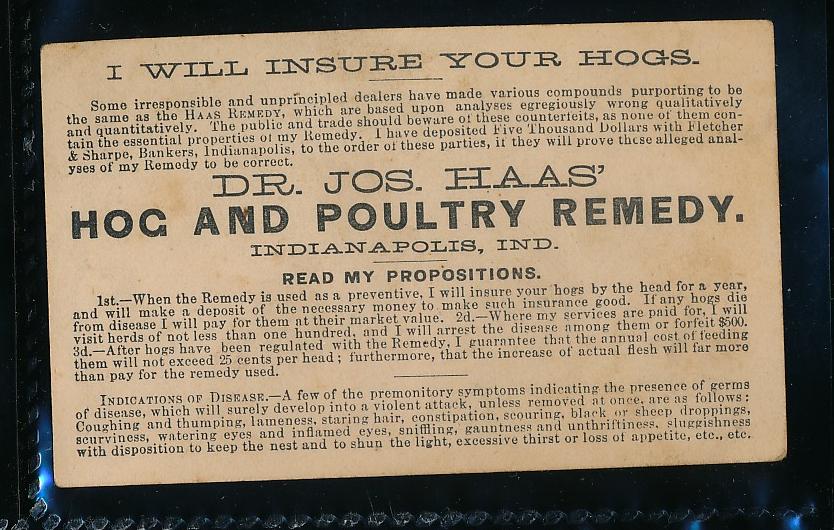 I WILL INSURE YOUR HOGS.
Some irresponsible and unprincipled dealers have made various compounds purporting to be
the same as the HAAS REMEDY, which are based upon analyses egregiously wrong qualitatively
and quantitatively. The public and trade should beware of these counterfeits, as none of them con-
tain the essential properties of my Remedy. I have deposited Five Thousand Dollars with Fletcher
& Sharpe, Bankers, Indianapolis, to the order of these parties, if they will prove these alleged anal-
yses of my Remedy to be correct.
DR. JOS. HAAS'
HOG AND POULTRY REMEDY.
INDIANAPOLIS, IND.
READ MY PROPOSITIONS.
1st.—When the Remedy is used as a preventive, I will insure your hogs by the head for a year,
and will make a deposit of the necessary money to make such insurance good. If any hogs die
from disease I will pay for them at their market value. 2d.—Where my services are paid for, I will
visit herds of not less than one hundred, and I will arrest the disease among them or forfeit $500.
3d.—After hogs have been regulated with the Remedy, I guarantee that the annual cost of feeding
them will not exceed 25 cents per head; furthermore, that the increase of actual flesh will far more
than pay for the remedy used.
INDICATIONS OF DISEASE.—A few of the premonitory symptoms indicating the presence of germs
of disease, which will surely develop into a violent attack, unless removed at once, are as follows:
Coughing and thumping, lameness, staring hair, constipation, scouring, black or sheep droppings,
scurviness, watering eyes and inflamed eyes, sniffling, gauntness and unthriftiness, sluggishness
with disposition to keep the nest and to shun the light, excessive thirst or loss of appetite, etc., etc.